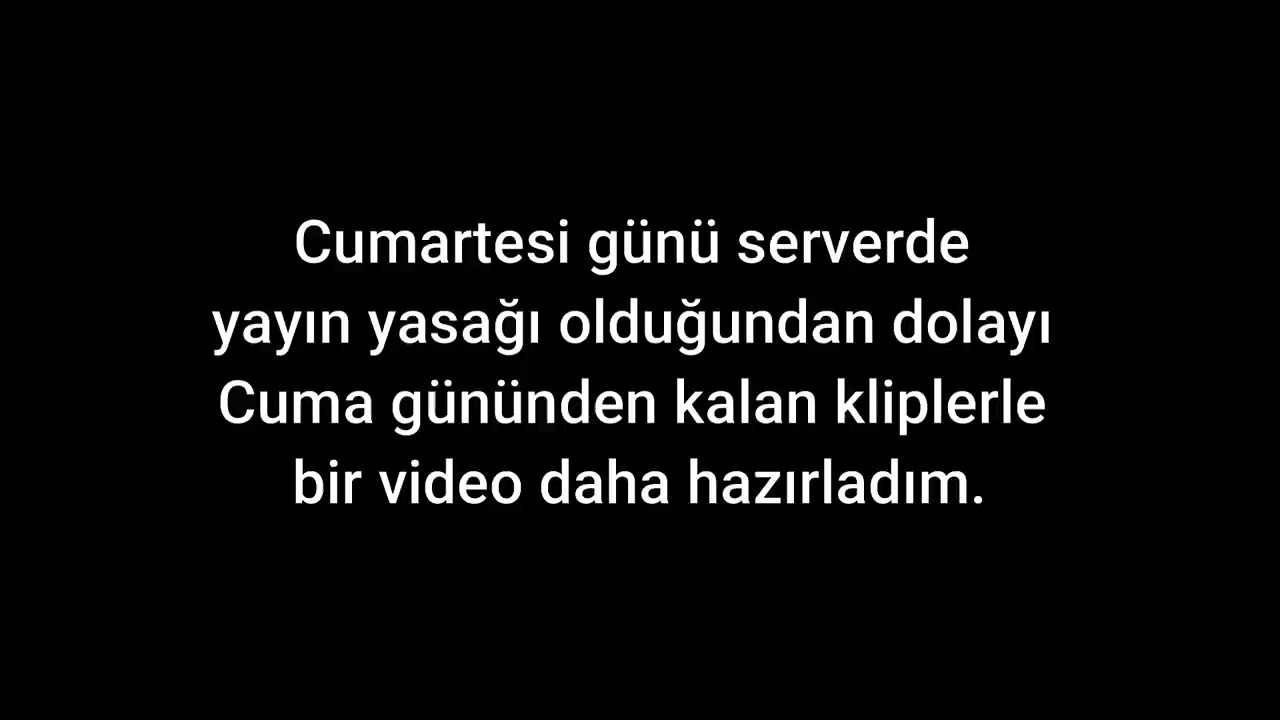 Cumartesi günü serverde
yayın yasağı olduğundan dolayı
Cuma gününden kalan kliplerle
bir video daha hazırladım.